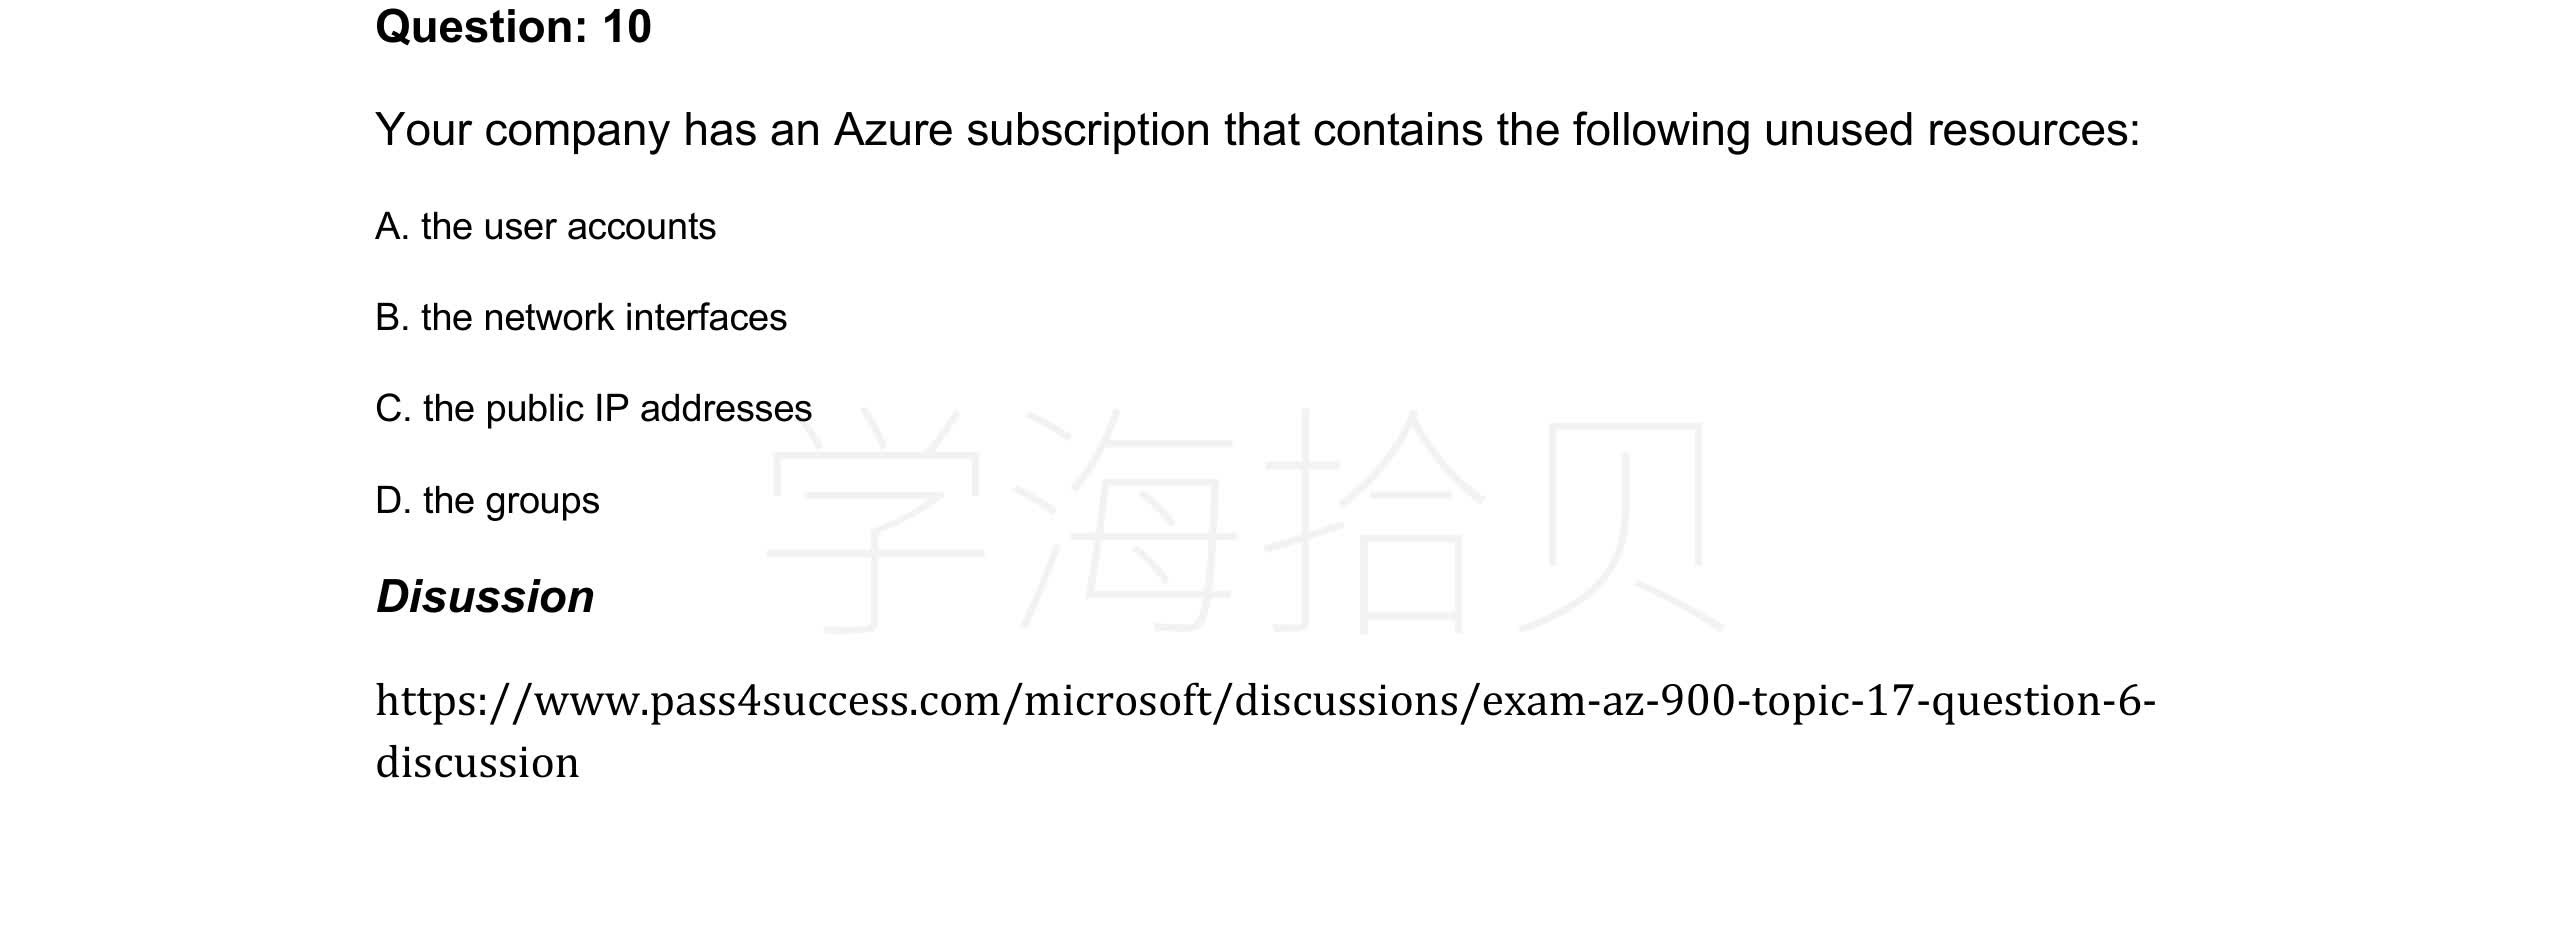 Question: 10
Your company has an Azure subscription that contains the following unused resources:
A. the user accounts
B. the network interfaces
C. the public IP addresses
D. the groups
学海拾贝
Disussion
https://www.pass4success.com/microsoft/discussions/exam-az-900-topic-17-question-6-
discussion